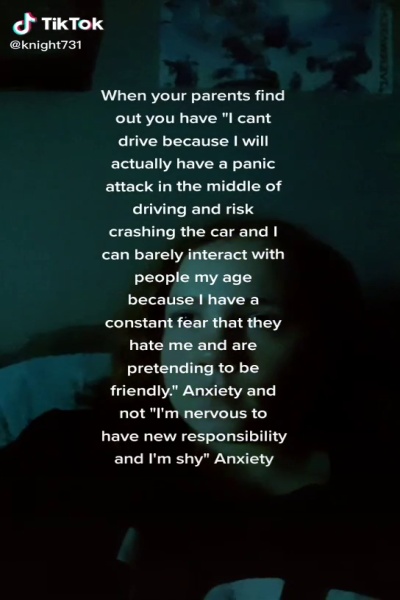 TikTok
@knight731
When your parents find
out you have "I cant
drive because I will
actually have a panic
attack in the middle of
driving and risk
crashing the car and I
can barely interact with
people my age
because I have a
constant fear that they
hate me and are
pretending to be
friendly." Anxiety and
not "I'm nervous to
have new responsibility
and I'm shy" Anxiety